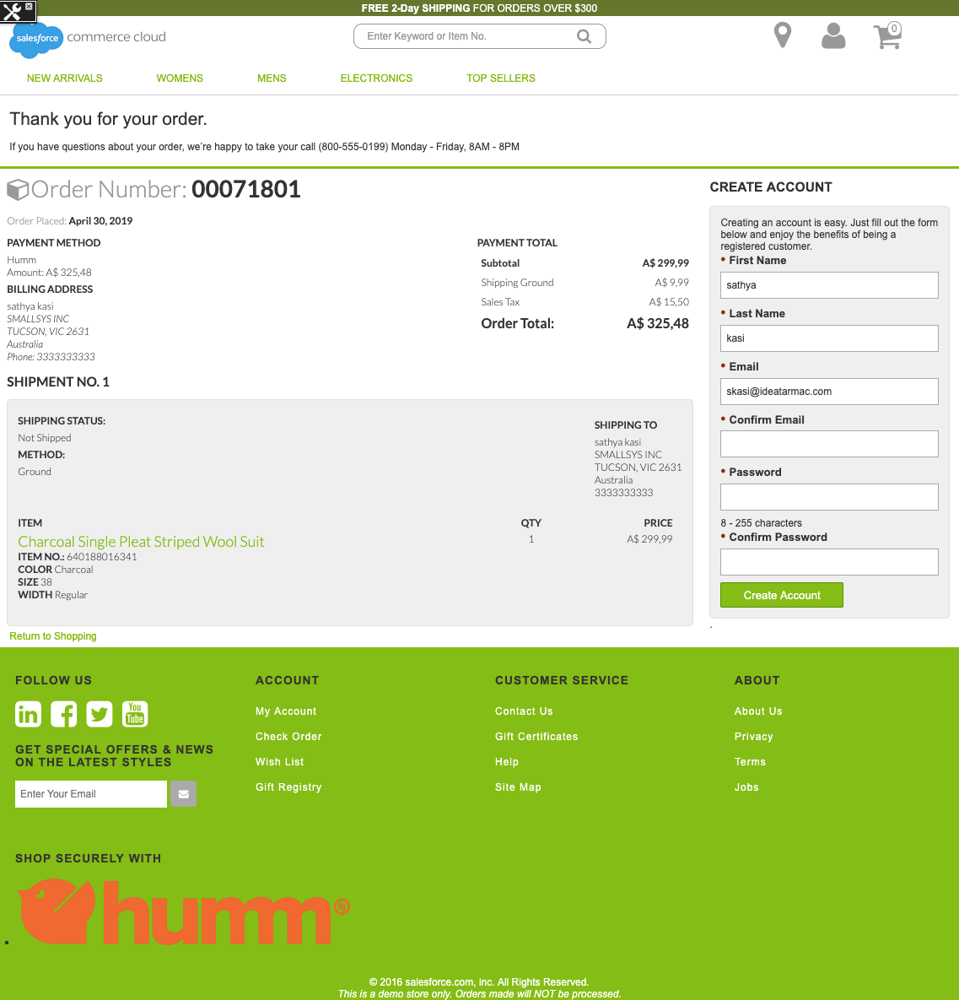 FREE 2-Day SHIPPING FOR ORDERS OVER $300
salesforce commerce cloud
Enter Keyword or Item No.
0
NEW ARRIVALS WOMENS MENS ELECTRONICS TOP SELLERS
Thank you for your order.
If you have questions about your order, we're happy to take your call (800-555-0199) Monday - Friday, 8AM - 8PM
Order Number: 00071801
Order Placed: April 30, 2019
PAYMENT METHOD
Humm
Amount: A$ 325,48
BILLING ADDRESS
sathya kasi
SMALLSYS INC
TUCSON, VIC 2631
Australia
Phone: 3333333333
PAYMENT TOTAL
Subtotal A$ 299,99
Shipping Ground A$ 9,99
Sales Tax A$ 15,50
Order Total: A$ 325,48
SHIPMENT NO. 1
SHIPPING STATUS:
Not Shipped
METHOD:
Ground
SHIPPING TO
sathya kasi
SMALLSYS INC
TUCSON, VIC 2631
Australia
3333333333
ITEM QTY PRICE
Charcoal Single Pleat Striped Wool Suit 1 A$ 299,99
ITEM NO.: 640188016341
COLOR Charcoal
SIZE 38
WIDTH Regular
Return to Shopping
CREATE ACCOUNT
Creating an account is easy. Just fill out the form
below and enjoy the benefits of being a
registered customer.
• First Name
sathya
• Last Name
kasi
• Email
skasi@ideatarmac.com
• Confirm Email
• Password
8 - 255 characters
• Confirm Password
Create Account
.
FOLLOW US
in f You Tube
GET SPECIAL OFFERS & NEWS
ON THE LATEST STYLES
Enter Your Email
ACCOUNT
My Account
Check Order
Wish List
Gift Registry
CUSTOMER SERVICE
Contact Us
Gift Certificates
Help
Site Map
ABOUT
About Us
Privacy
Terms
Jobs
SHOP SECURELY WITH
humm
© 2016 salesforce.com, inc. All Rights Reserved.
This is a demo store only. Orders made will NOT be processed.